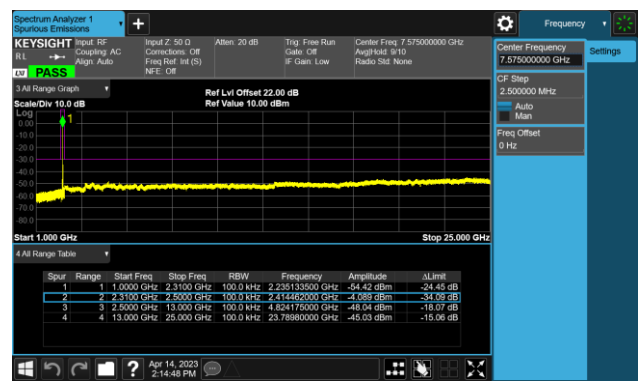 Spectrum Analyzer 1
Spurious Emissions
Frequency
KEYSIGHT
RL
LXI PASS
Input: RF
Coupling: AC
Align: Auto
Input Z: 50 Ω
Corrections: Off
Freq Ref: Int (S)
NFE: Off
Atten: 20 dB
Trig: Free Run
Gate: Off
IF Gain: Low
Center Freq: 7.575000000 GHz
Avg|Hold: 9/10
Radio Std: None
Center Frequency
7.575000000 GHz
Settings
CF Step
2.500000 MHz
Auto
Man
Freq Offset
0 Hz
3 All Range Graph
Scale/Div 10.0 dB
Ref Lvl Offset 22.00 dB
Ref Value 10.00 dBm
Log
0.00
-10.0
-20.0
-30.0
-40.0
-50.0
-60.0
-70.0
-80.0
1
Start 1.000 GHz
Stop 25.000 GHz
4 All Range Table
Spur Range Start Freq Stop Freq RBW Frequency Amplitude ΔLimit
1 1 1.0000 GHz 2.3100 GHz 100.0 kHz 2.235133500 GHz -54.42 dBm -24.45 dB
2 2 2.3100 GHz 2.5000 GHz 100.0 kHz 2.414462000 GHz -4.089 dBm -34.09 dB
3 3 2.5000 GHz 13.000 GHz 100.0 kHz 4.824175000 GHz -48.04 dBm -18.07 dB
4 4 13.000 GHz 25.000 GHz 100.0 kHz 23.78980000 GHz -45.03 dBm -15.06 dB
Apr 14, 2023
2:14:48 PM